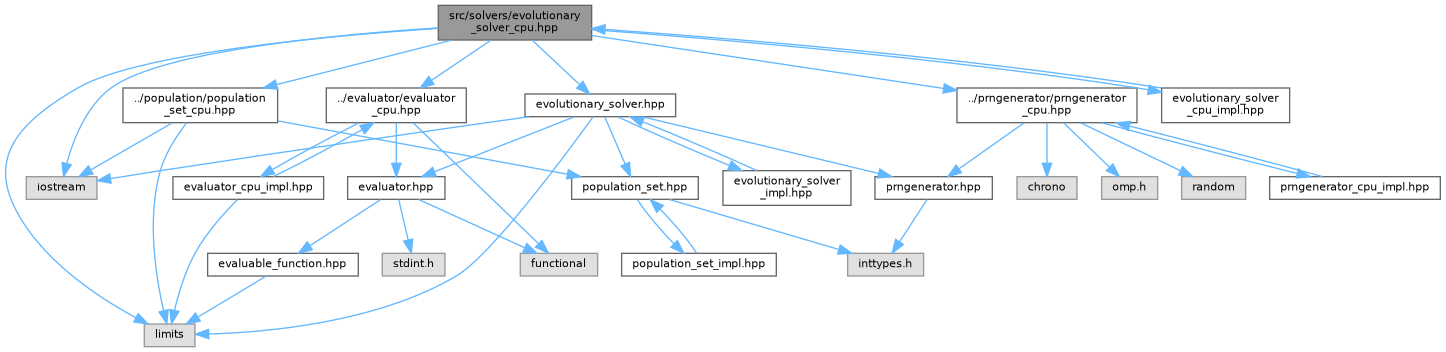 src/solvers/evolutionary
_solver_cpu.hpp
../population/population
_set_cpu.hpp
../evaluator/evaluator
_cpu.hpp
evolutionary_solver.hpp
../prngenerator/prngenerator
_cpu.hpp
evolutionary_solver
_cpu_impl.hpp
iostream
evaluator_cpu_impl.hpp
evaluator.hpp
population_set.hpp
evolutionary_solver
_impl.hpp
prngenerator.hpp
chrono
omp.h
random
prngenerator_cpu_impl.hpp
evaluable_function.hpp
stdint.h
functional
population_set_impl.hpp
inttypes.h
limits